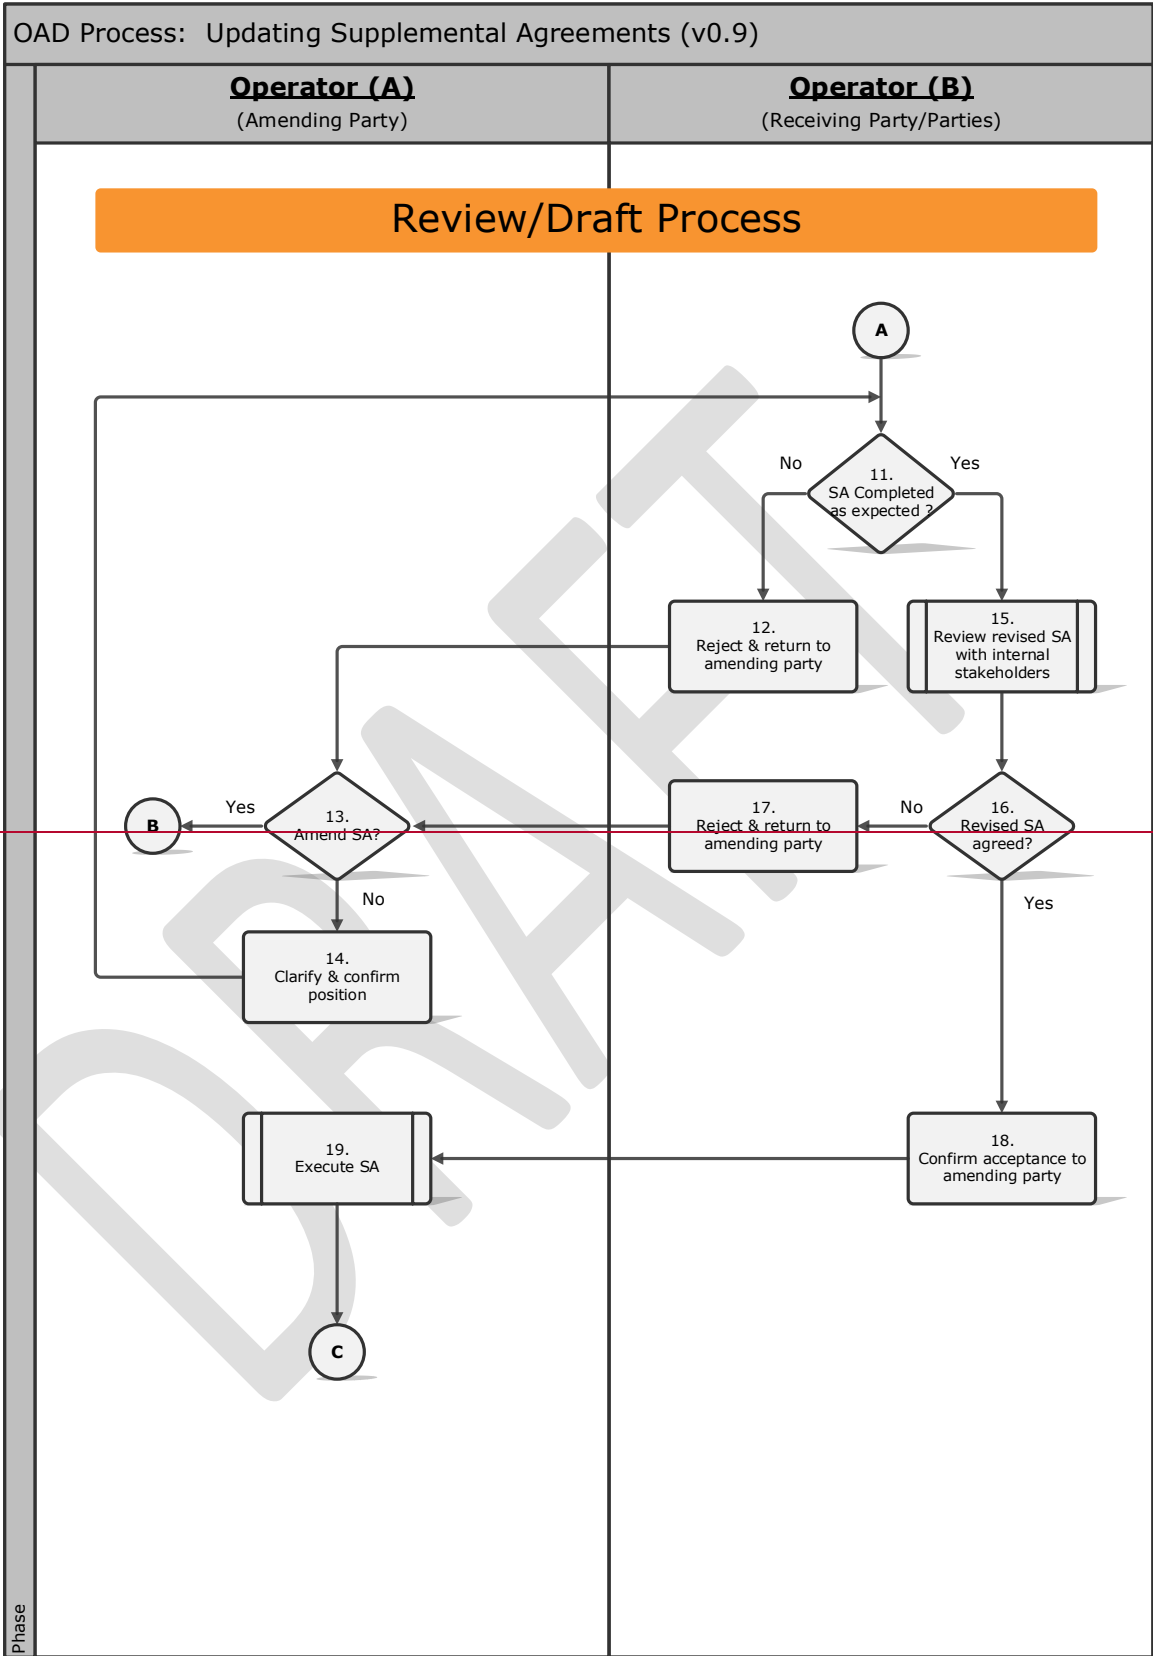 OAD Process: Updating Supplemental Agreements (v0.9)
Operator (A)
(Amending Party)
Operator (B)
(Receiving Party/Parties)
Review/Draft Process
A
No
Yes
11.
SA Completed
as expected ?
12.
Reject & return to
amending party
15.
Review revised SA
with internal
stakeholders
B
Yes
13.
Amend SA?
17.
Reject & return to
amending party
No
16.
Revised SA
agreed?
No
Yes
14.
Clarify & confirm
position
19.
Execute SA
18.
Confirm acceptance to
amending party
C
Phase
DRAFT